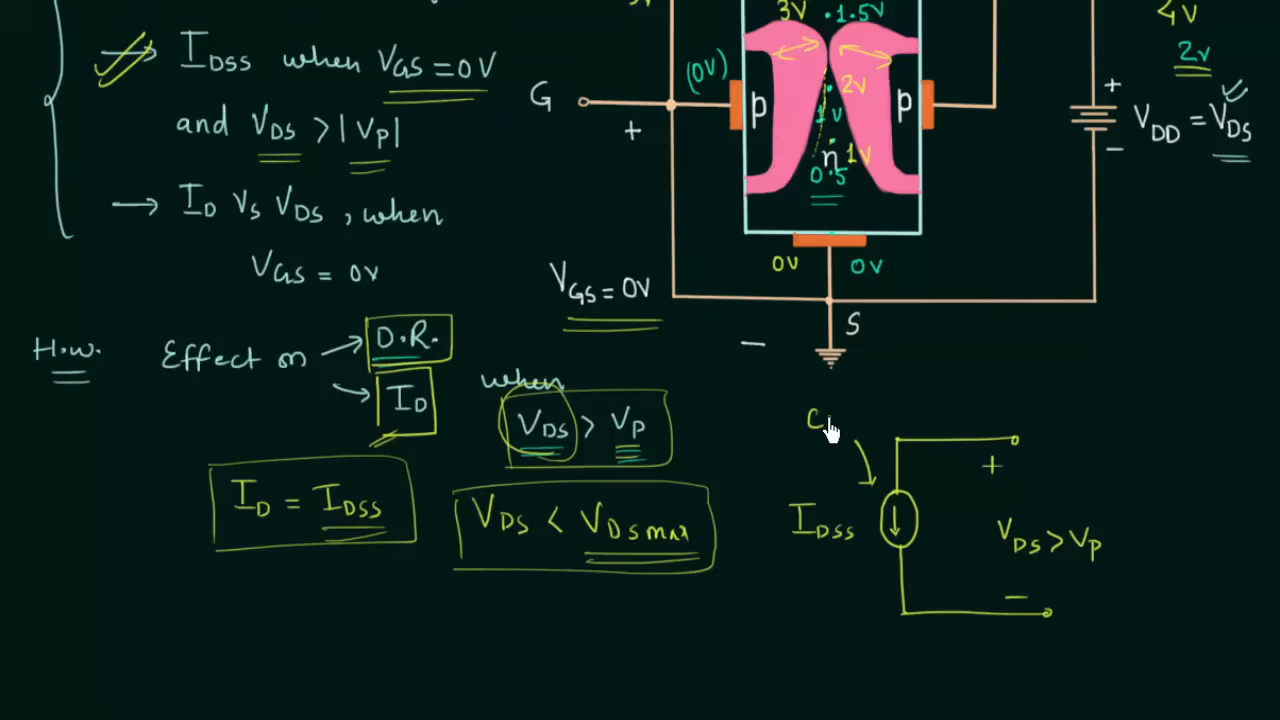 3V .1.5V
4V
→ IDSS when VGS = 0V
(0V)
2V
G
p
2V
p
+
VDD = VDS
and VDS > |VP|
+
1V
−
n 1V
0.5
→ ID Vs VDS, when
VGS = 0V
0V 0V
VGS = 0V
S
−
H.W. Effect on → D.R.
→ ID
when
VDS > VP
C
+
ID = IDSS
VDS < VDSmax
IDSS
VDS > VP
−